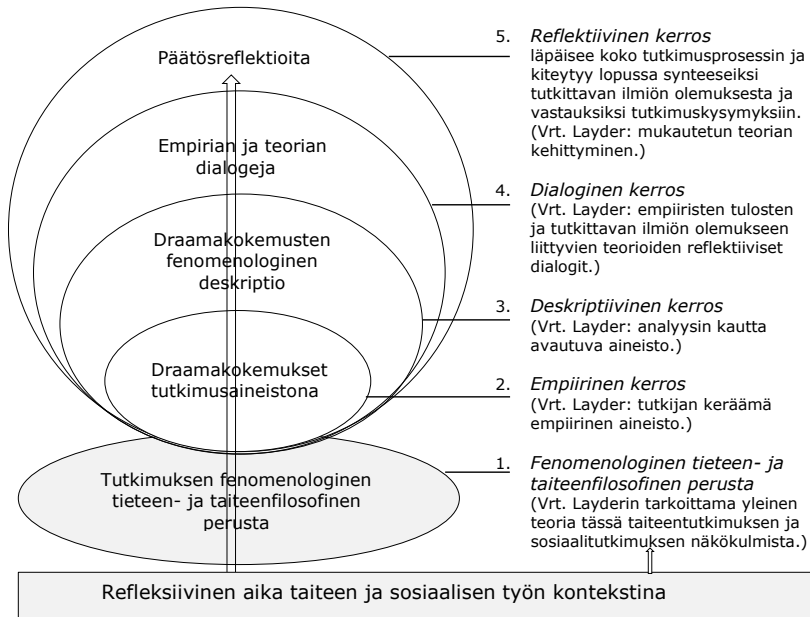 Päätösreflektioita
Empirian ja teorian
dialogeja
Draamakokemusten
fenomenologinen
deskriptio
Draamakokemukset
tutkimusaineistona
Tutkimuksen fenomenologinen
tieteen- ja taiteenfilosofinen
perusta
5. Reflektiivinen kerros
läpäisee koko tutkimusprosessin ja
kiteytyy lopussa synteeseiksi
tutkittavan ilmiön olemuksesta ja
vastauksiksi tutkimuskysymyksiin.
(Vrt. Layder: mukautetun teorian
kehittyminen.)
4. Dialoginen kerros
(Vrt. Layder: empiiristen tulosten
ja tutkittavan ilmiön olemukseen
liittyvien teorioiden reflektiiviset
dialogit.)
3. Deskriptiivinen kerros
(Vrt. Layder: analyysin kautta
avautuva aineisto.)
2. Empiirinen kerros
(Vrt. Layder: tutkijan keräämä
empiirinen aineisto.)
1. Fenomenologinen tieteen- ja
taiteenfilosofinen perusta
(Vrt. Layderin tarkoittama yleinen
teoria tässä taiteentutkimuksen ja
sosiaalitutkimuksen näkökulmista.)
Refleksiivinen aika taiteen ja sosiaalisen työn kontekstina